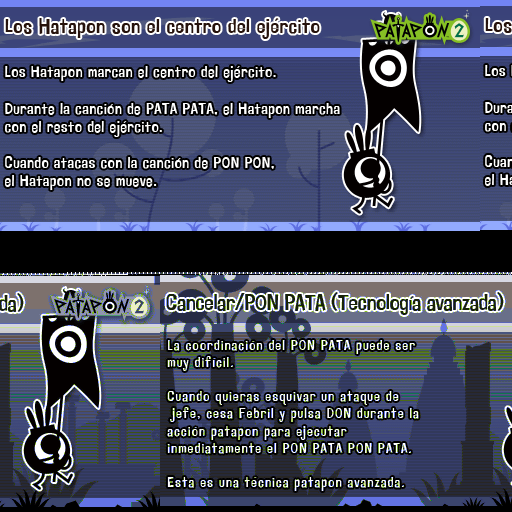 Los Hatapon son el centro del ejército
PATAPON 2
Los
Los Hatapon marcan el centro del ejército.
Los
Durante la canción de PATA PATA, el Hatapon marcha
con el resto del ejército.
con
Cuando atacas con la canción de PON PON,
el Hatapon no se mueve.
PATAPON 2
Cancelar/PON PATA (Tecnología avanzada)
La coordinación del PON PATA puede ser
muy difícil.
Cuando quieras esquivar un ataque de
jefe, cesa Febril y pulsa DON durante la
acción patapon para ejecutar
inmediatamente el PON PATA PON PATA.
Esta es una técnica patapon avanzada.